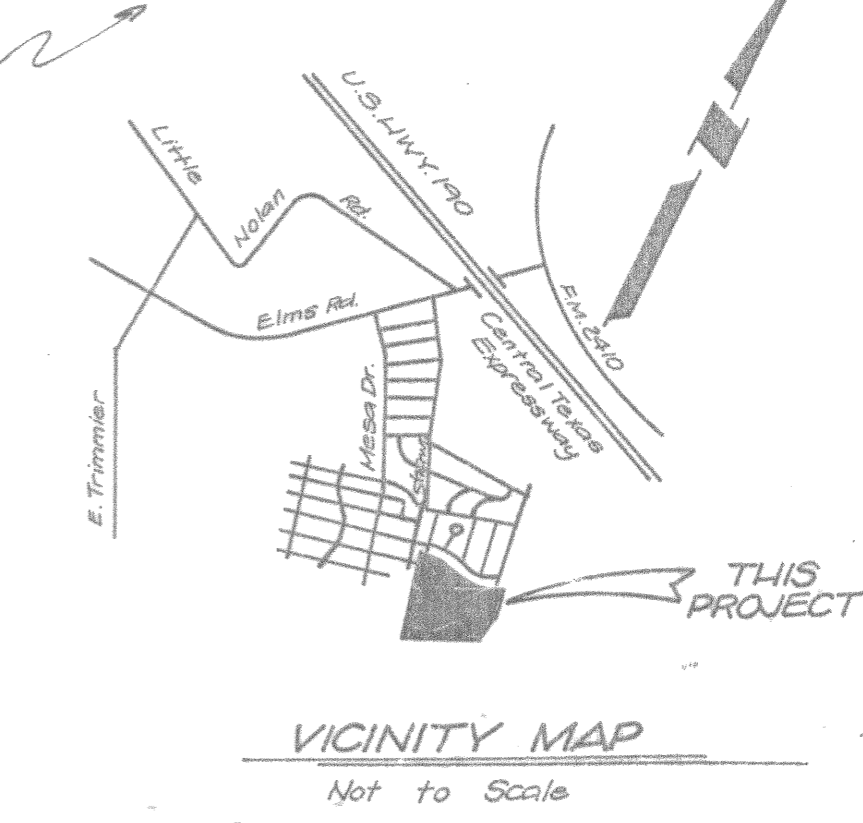 U.S. HWY. 190
Little
Nolan
Rd.
Elms Rd.
F.M. 2410
Central Texas
Expressway
Mesa Dr.
E. Trimmier
THIS
PROJECT
VICINITY MAP
Not to Scale